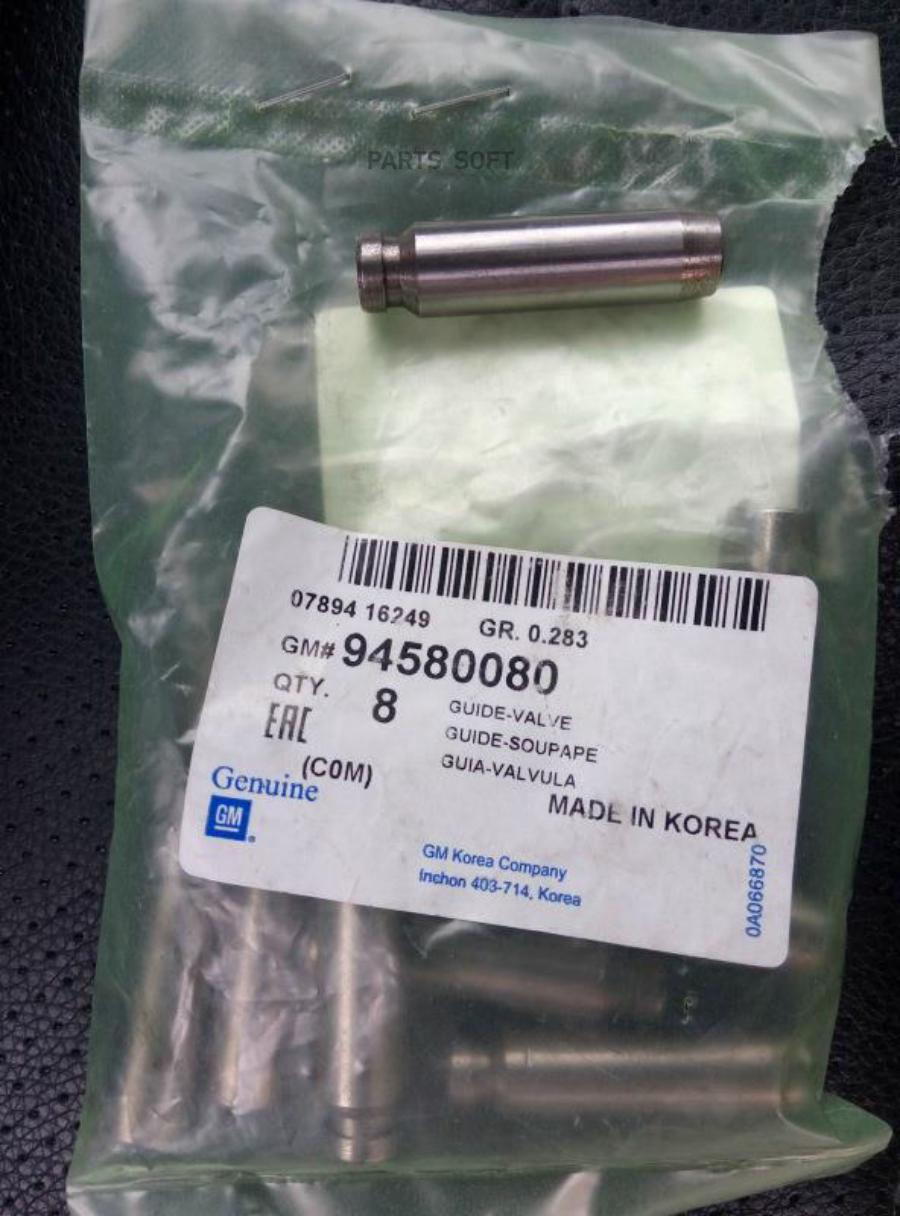 PARTS SOFT
07894 16249 GR. 0.283
GM# 94580080
QTY. 8 GUIDE-VALVE
EAC GUIDE-SOUPAPE
(C0M) GUIA-VALVULA
Genuine MADE IN KOREA
GM
GM Korea Company
Inchon 403-714, Korea
0A066870